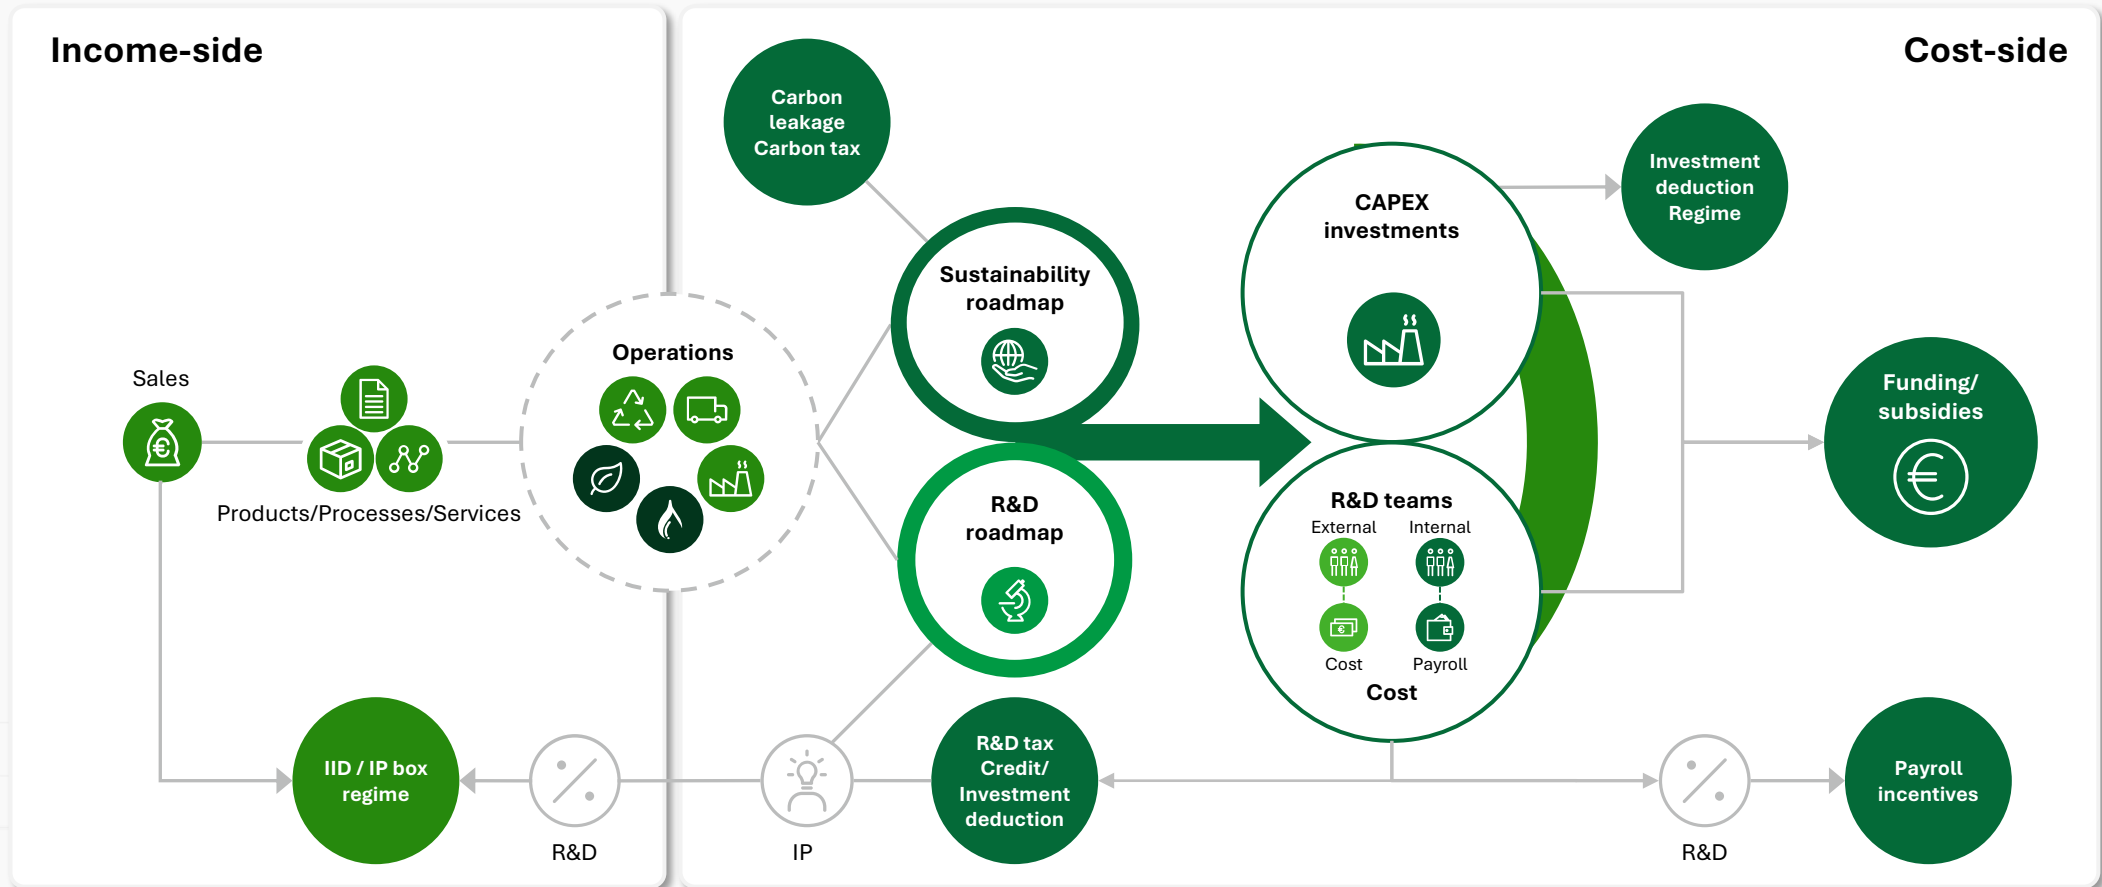 Income-side
Cost-side
Carbon
leakage
Carbon tax
Investment
deduction
Regime
CAPEX
investments
Sustainability
roadmap
Operations
Sales
Products/Processes/Services
Funding/
subsidies
R&D
roadmap
R&D teams
External
Internal
Cost
Payroll
Cost
IID / IP box
regime
R&D
IP
R&D tax
Credit/
Investment
deduction
R&D
Payroll
incentives